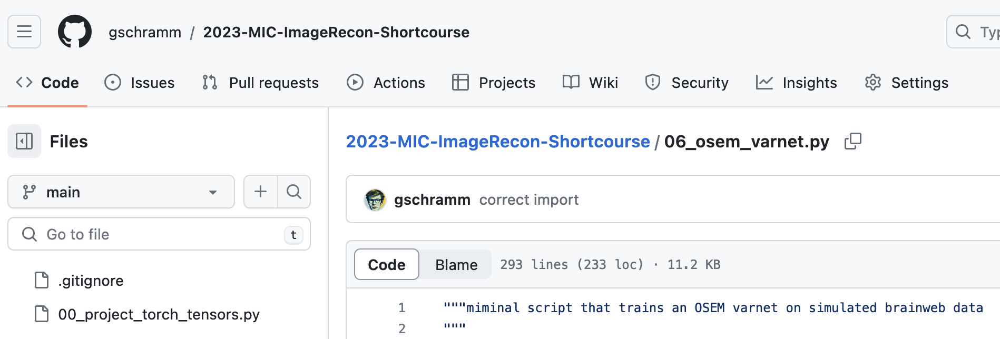 gschramm / 2023-MIC-ImageRecon-Shortcourse
Typ
Code Issues Pull requests Actions Projects Wiki Security Insights Settings
Files
main
Go to file t
.gitignore
00_project_torch_tensors.py
2023-MIC-ImageRecon-Shortcourse / 06_osem_varnet.py
gschramm correct import
Code Blame 293 lines (233 loc) · 11.2 KB
1 """miminal script that trains an OSEM varnet on simulated brainweb data
2 """